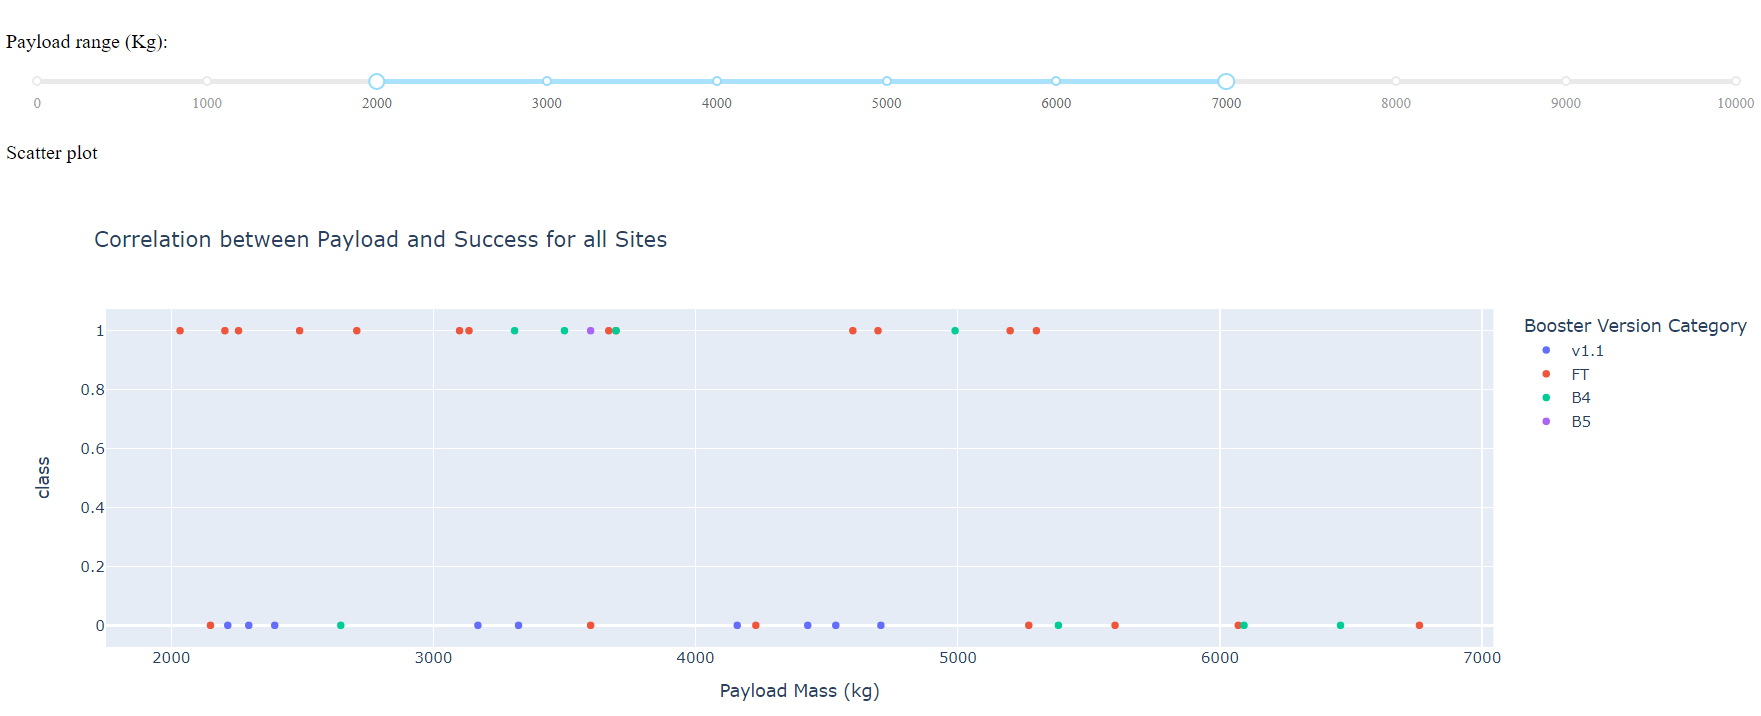 Payload range (Kg):
0 1000 2000 3000 4000 5000 6000 7000 8000 9000 10000
Scatter plot
Correlation between Payload and Success for all Sites
Booster Version Category
v1.1
FT
B4
B5
1
0.8
0.6
0.4
0.2
0
class
2000 3000 4000 5000 6000 7000
Payload Mass (kg)